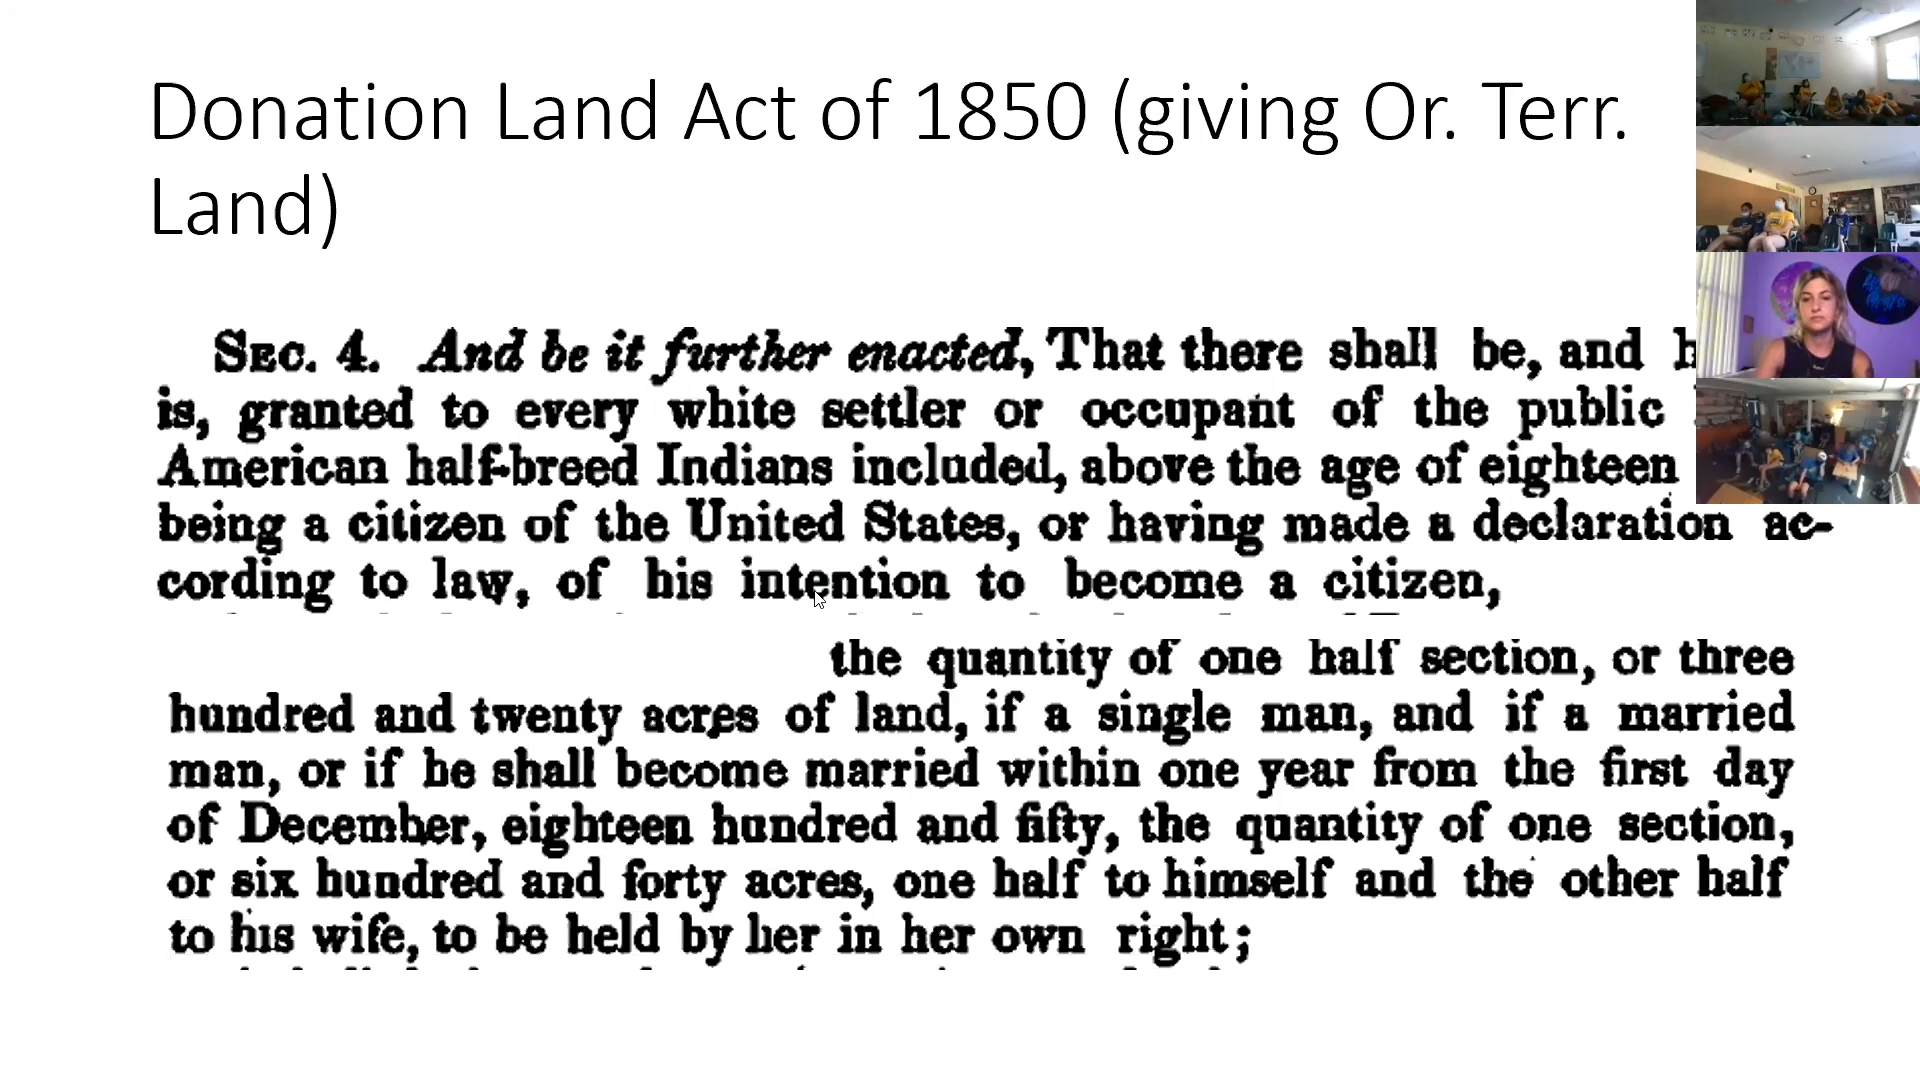 Donation Land Act of 1850 (giving Or. Terr.
Land)
SEC. 4. And be it further enacted, That there shall be, and
is, granted to every white settler or occupant of the public
American half-breed Indians included, above the age of eighteen
being a citizen of the United States, or having made a declaration ac-
cording to law, of his intention to become a citizen,
the quantity of one half section, or three
hundred and twenty acres of land, if a single man, and if a married
man, or if he shall become married within one year from the first day
of December, eighteen hundred and fifty, the quantity of one section,
or six hundred and forty acres, one half to himself and the other half
to his wife, to be held by her in her own right;